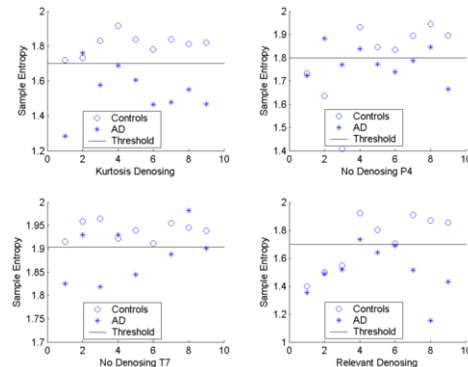 2
1.8
1.6
1.4
1.2
0 2 4 6 8 10
Sample Entropy
Controls
AD
Threshold
Kurtosis Denosing
2
1.9
1.8
1.7
1.6
1.5
1.4
0 2 4 6 8 10
Sample Entropy
Controls
AD
Threshold
No Denosing P4
2
1.95
1.9
1.85
1.8
1.75
1.7
0 2 4 6 8 10
Sample Entropy
Controls
AD
Threshold
No Denosing T7
2
1.8
1.6
1.4
1.2
1
0 2 4 6 8 10
Sample Entropy
Controls
AD
Threshold
Relevant Denosing